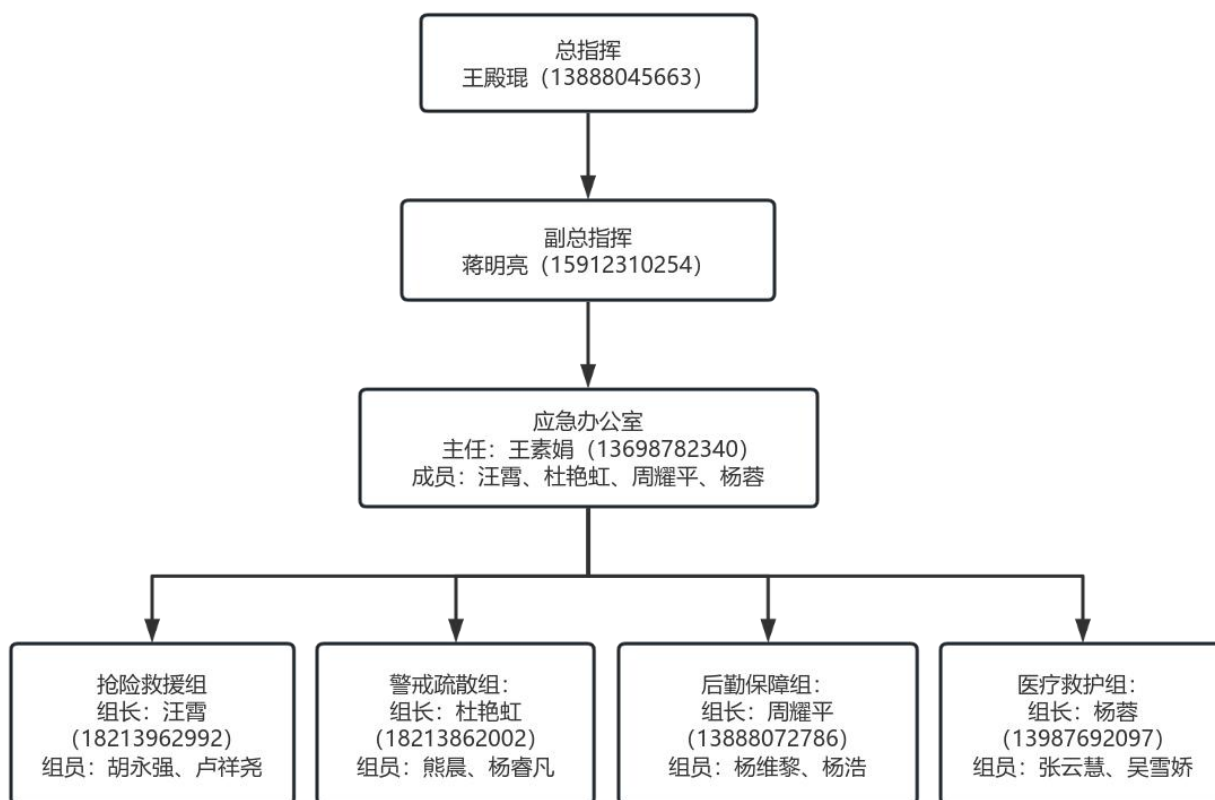 总指挥
王殿琨（13888045663）
副总指挥
蒋明亮（15912310254）
应急办公室
主任：王素娟（13698782340）
成员：汪霄、杜艳虹、周耀平、杨蓉
抢险救援组
组长：汪霄
（18213962992）
组员：胡永强、卢祥尧
警戒疏散组：
组长：杜艳虹
（18213862002）
组员：熊晨、杨睿凡
后勤保障组：
组长：周耀平
（13888072786）
组员：杨维黎、杨浩
医疗救护组：
组长：杨蓉
（13987692097）
组员：张云慧、吴雪娇